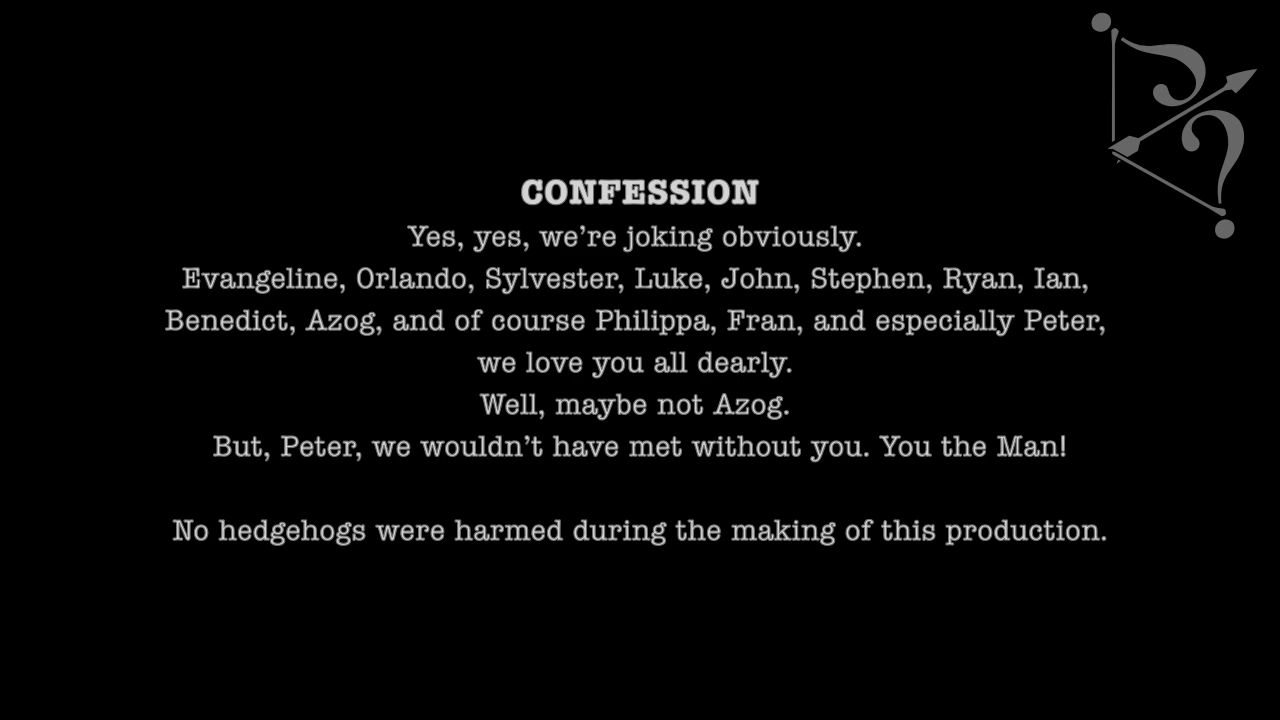 CONFESSION
Yes, yes, we're joking obviously.
Evangeline, Orlando, Sylvester, Luke, John, Stephen, Ryan, Ian,
Benedict, Azog, and of course Philippa, Fran, and especially Peter,
we love you all dearly.
Well, maybe not Azog.
But, Peter, we wouldn't have met without you. You the Man!
No hedgehogs were harmed during the making of this production.